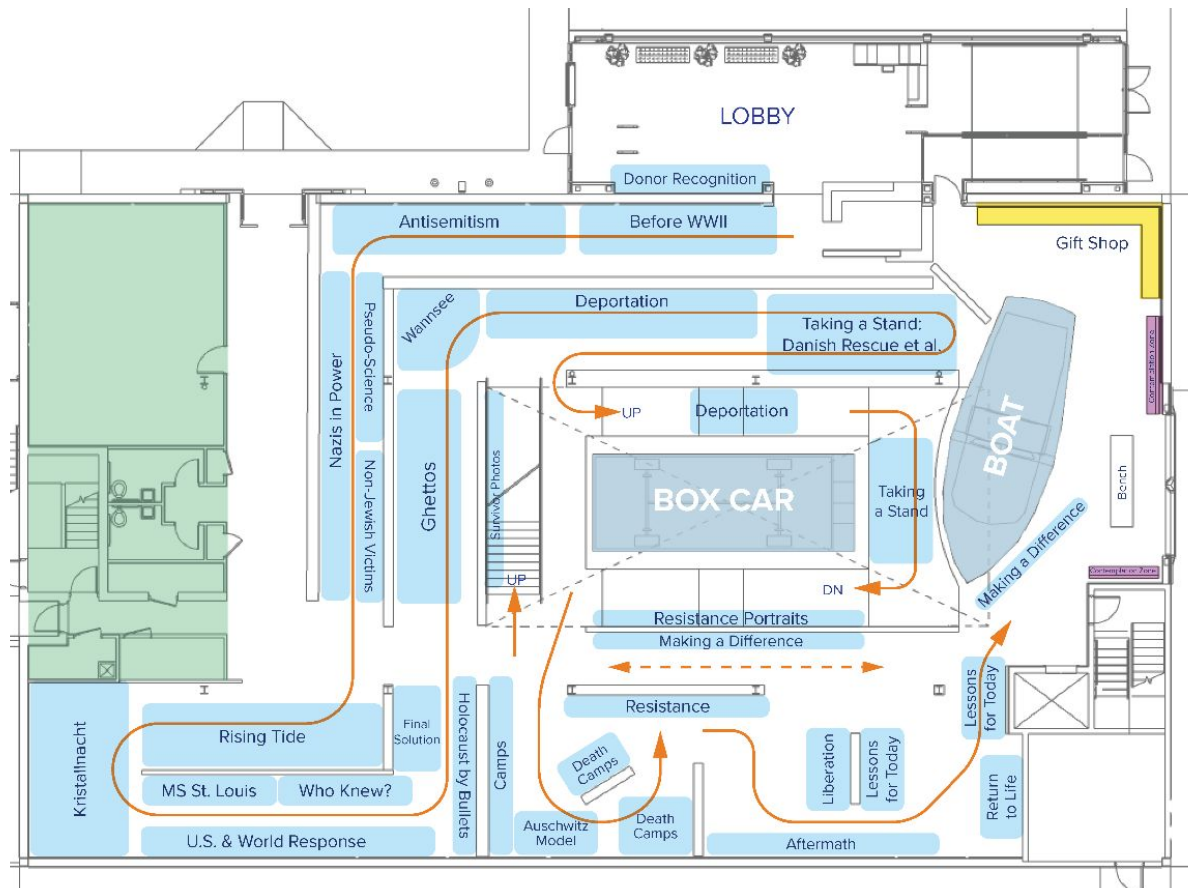 LOBBY
Donor Recognition
Antisemitism
Before WWII
Gift Shop
Wannsee
Deportation
Taking a Stand:
Danish Rescue et al.
Contemplation Zone
Nazis in Power
Pseudo-Science
Non-Jewish Victims
Ghettos
Survivor Photos
UP
UP
Deportation
BOX CAR
Taking
a Stand
BOAT
Bench
Contemplation Zone
Making a Difference
DN
Resistance Portraits
Making a Difference
Kristallnacht
Rising Tide
Final
Solution
Holocaust by Bullets
Camps
Resistance
Lessons
for Today
MS St. Louis
Who Knew?
Death
Camps
Liberation
Lessons
for Today
Return
to Life
U.S. & World Response
Auschwitz
Model
Death
Camps
Aftermath